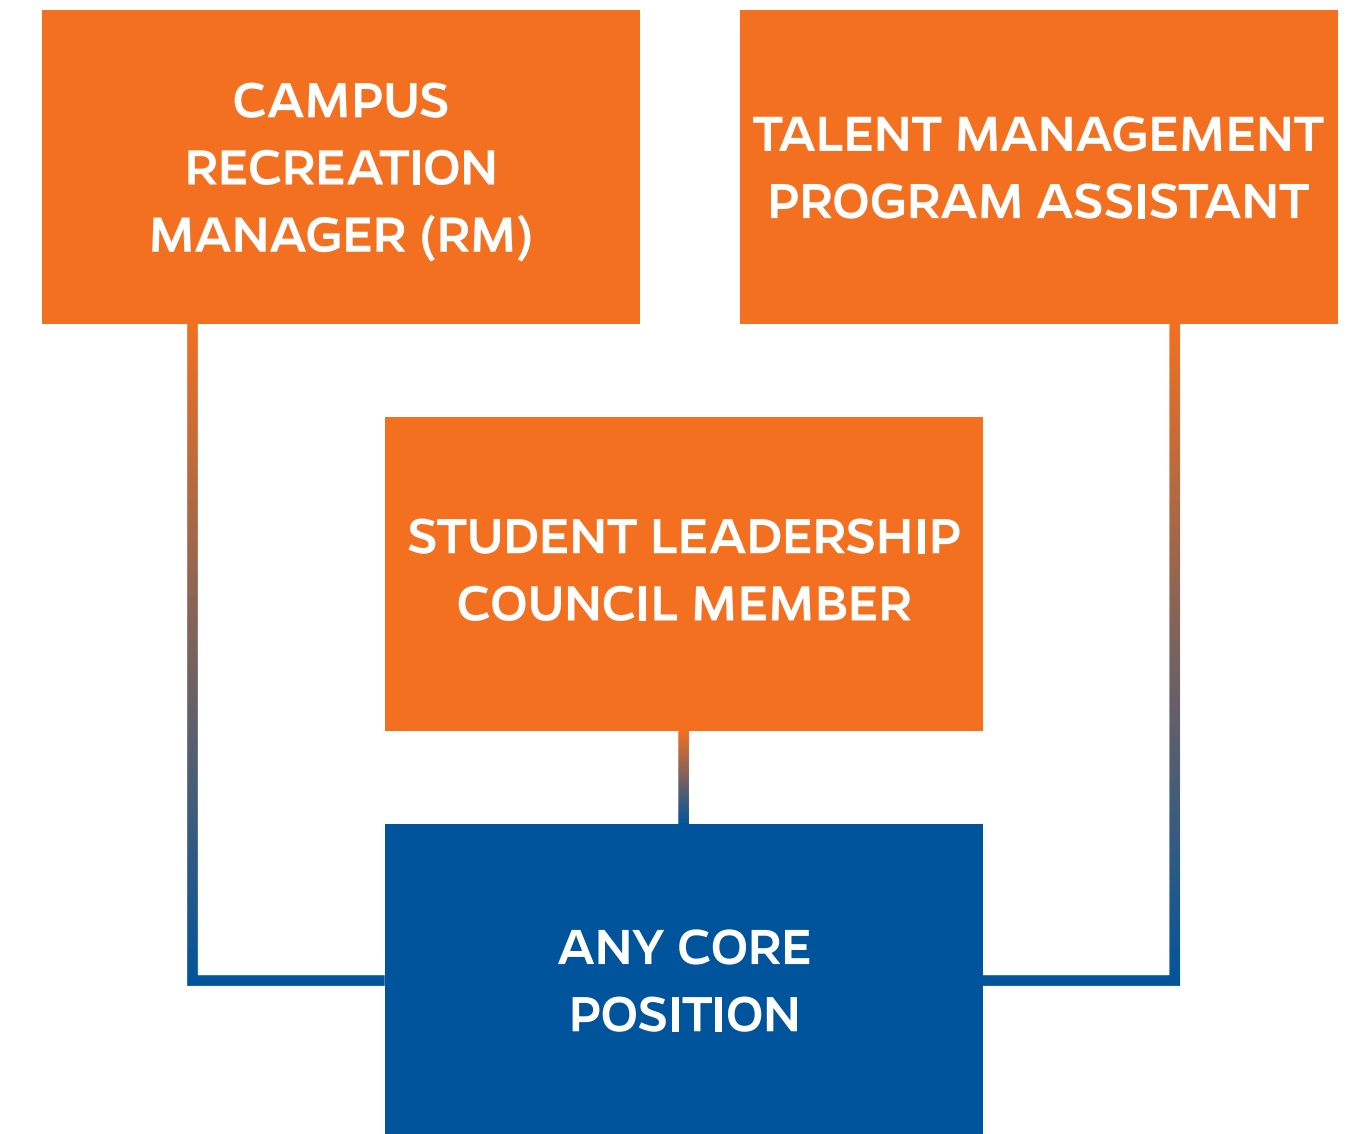 CAMPUS
RECREATION
MANAGER (RM)
TALENT MANAGEMENT
PROGRAM ASSISTANT
STUDENT LEADERSHIP
COUNCIL MEMBER
ANY CORE
POSITION